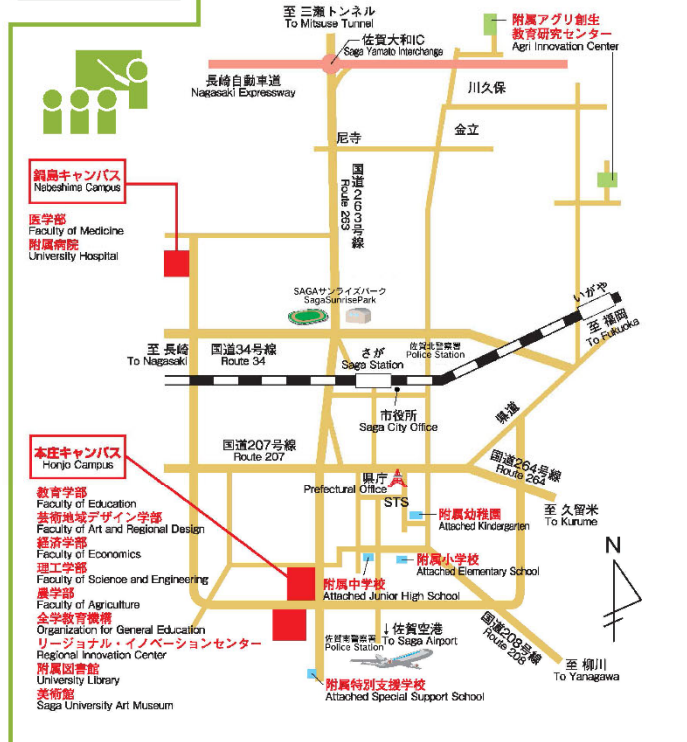 至 三瀬トンネル
To Mitsuse Tunnel
佐賀大和IC
Saga Yamato Interchange
附属アグリ創生
教育研究センター
Agri Innovation Center
長崎自動車道
Nagasaki Expressway
川久保
金立
尼寺
国道263号線
Route 263
鍋島キャンパス
Nabeshima Campus
医学部
Faculty of Medicine
附属病院
University Hospital
SAGAサンライズパーク
SagaSunrisePark
いがや
至 福岡
To Fukuoka
至 長崎
To Nagasaki
国道34号線
Route 34
さが
Saga Station
佐賀北警察署
Police Station
市役所
Saga City Office
県道
本庄キャンパス
Honjo Campus
国道207号線
Route 207
県庁
Prefectural Office
STS
国道264号線
Route 264
至 久留米
To Kurume
附属幼稚園
Attached Kindergarten
教育学部
Faculty of Education
芸術地域デザイン学部
Faculty of Art and Regional Design
経済学部
Faculty of Economics
理工学部
Faculty of Science and Engineering
農学部
Faculty of Agriculture
全学教育機構
Organization for General Education
リージョナル・イノベーションセンター
Regional Innovation Center
附属図書館
University Library
美術館
Saga University Art Museum
附属小学校
Attached Elementary School
附属中学校
Attached Junior High School
N
佐賀南警察署
Police Station
↓佐賀空港
To Saga Airport
国道208号線
Route 208
至 柳川
To Yanagawa
附属特別支援学校
Attached Special Support School